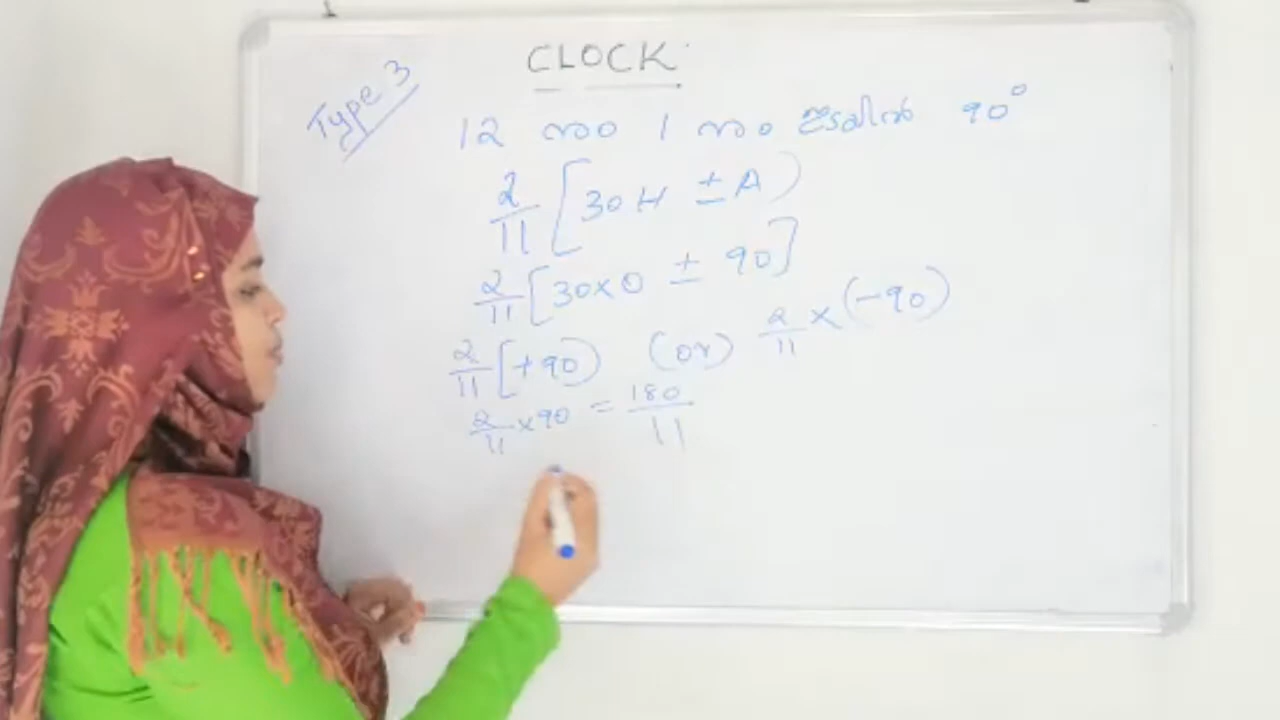 CLOCK
Type 3
12 നും 1 നും ഇടയിൽ 90°
2/11 [30H ± A)
2/11 [30×0 ± 90]
2/11 [+90) (or) 2/11 × (-90)
2/11 ×90 = 180/11